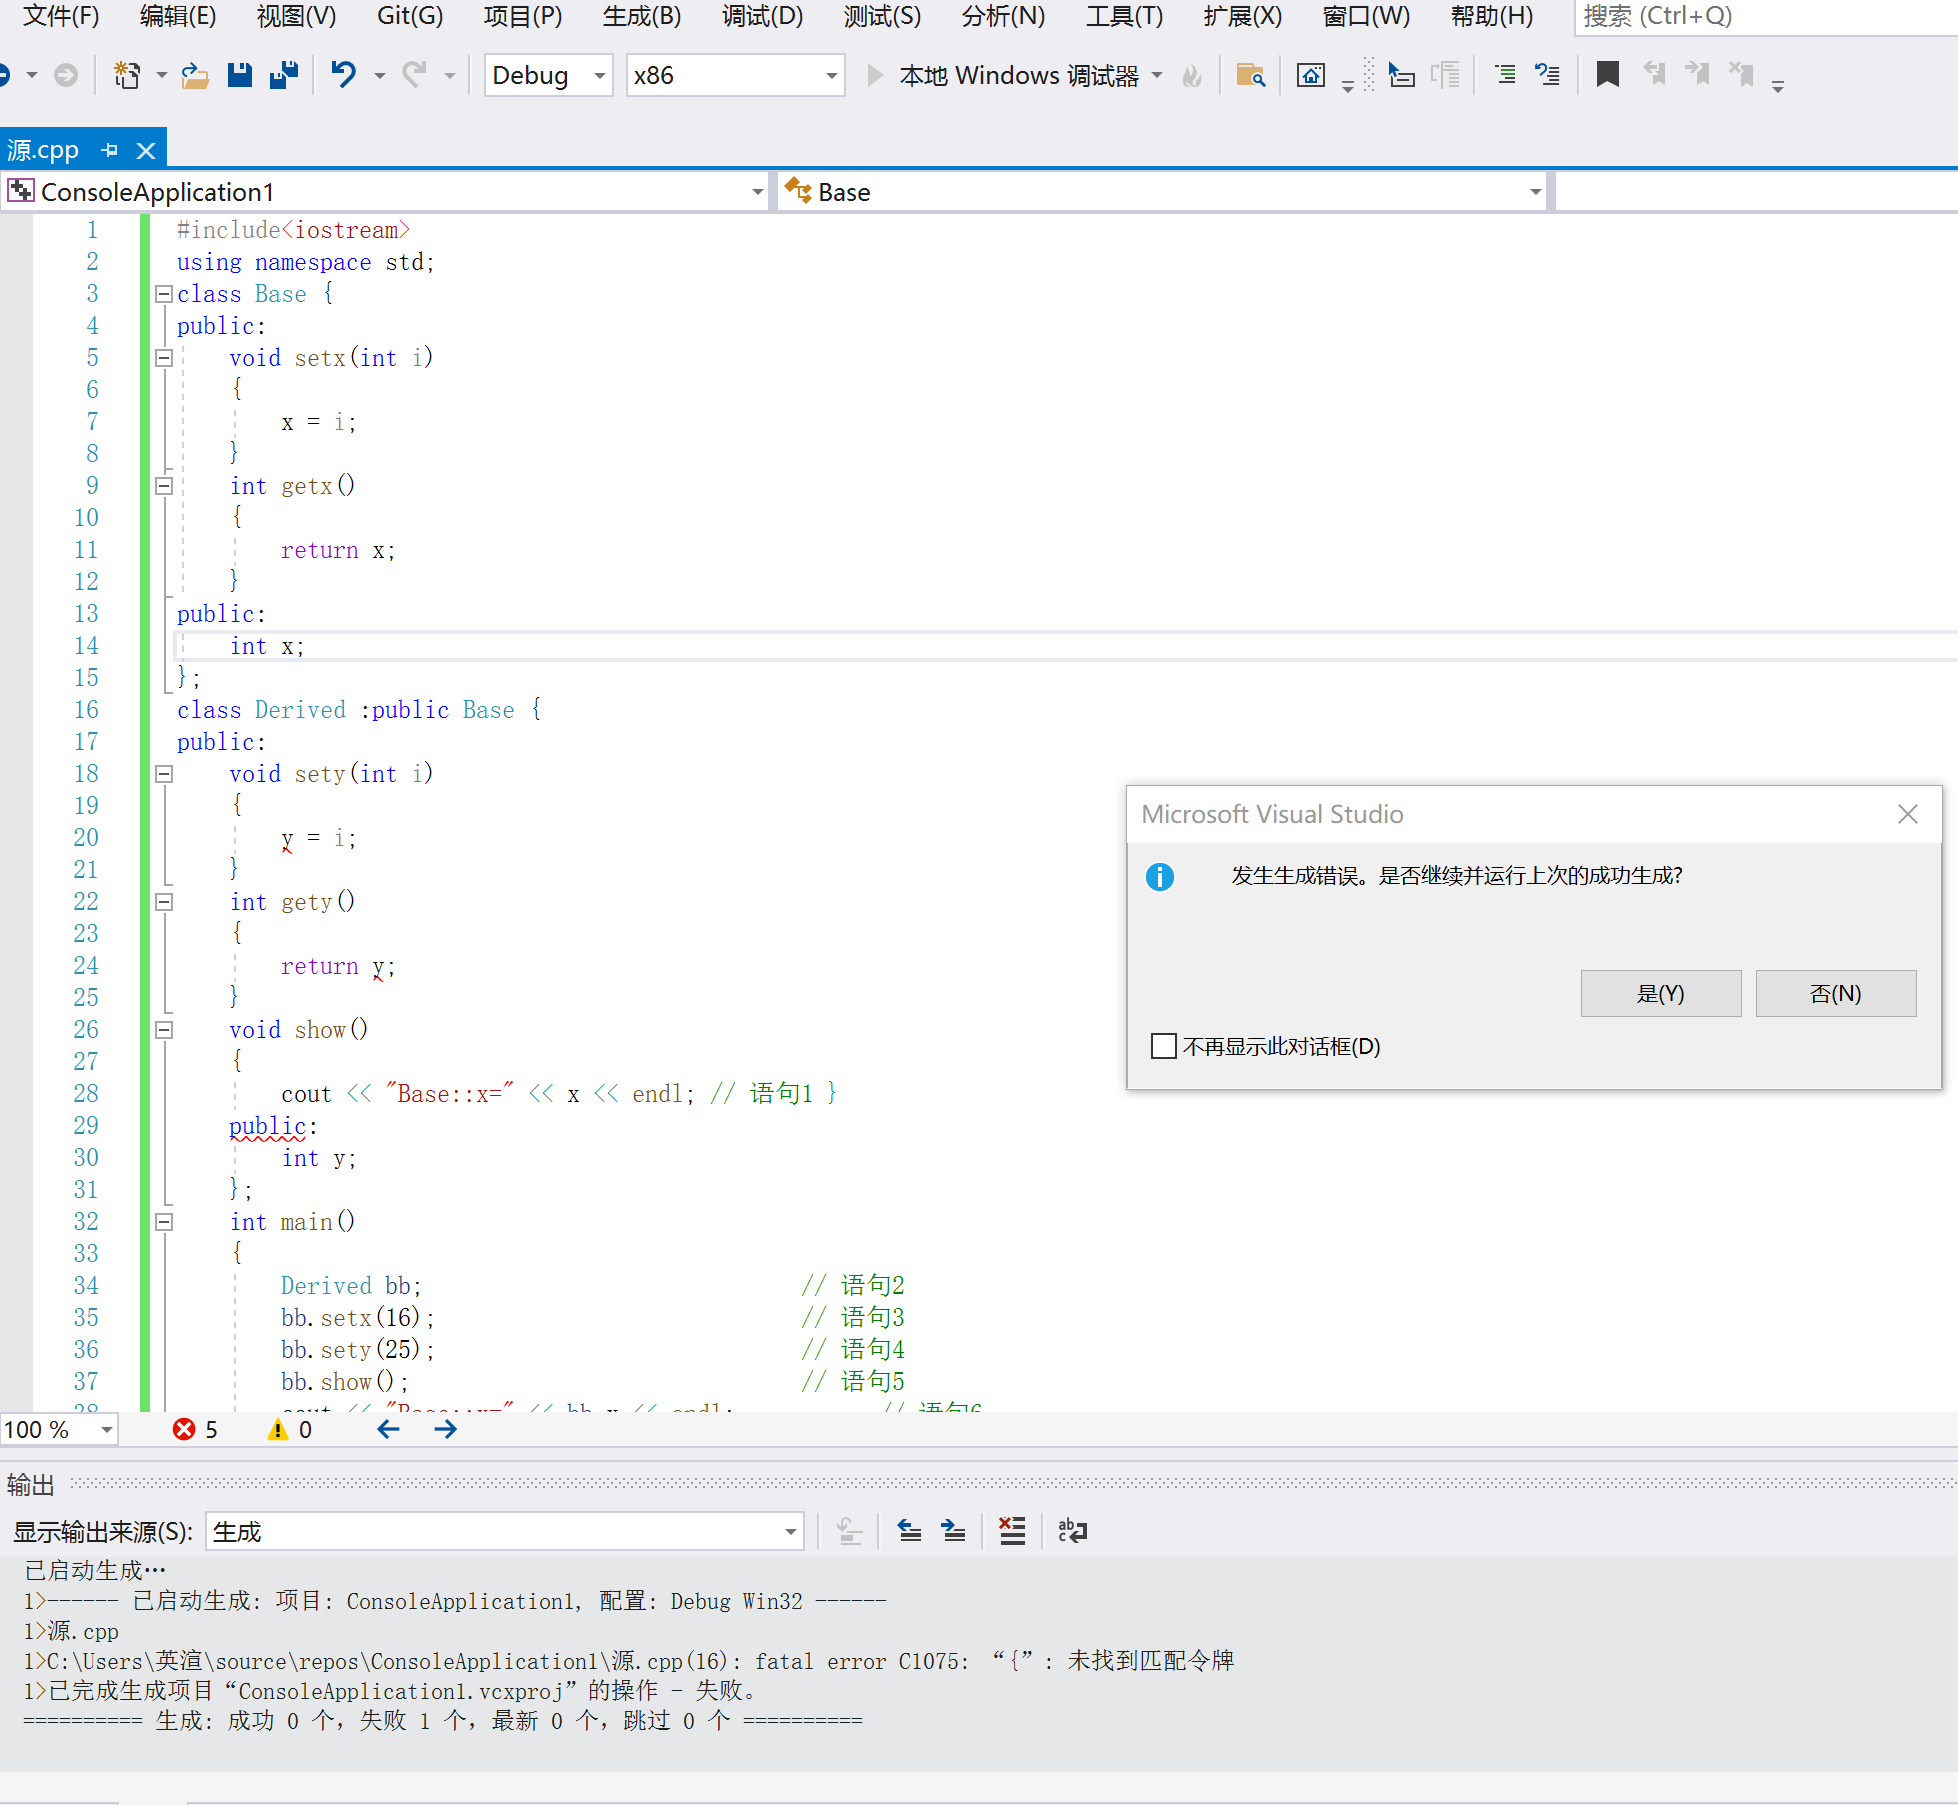 文件(F) 编辑(E) 视图(V) Git(G) 项目(P) 生成(B) 调试(D) 测试(S) 分析(N) 工具(T) 扩展(X) 窗口(W) 帮助(H) 搜索 (Ctrl+Q)
Debug x86 本地 Windows 调试器
源.cpp
ConsoleApplication1 Base
1 #include<iostream>
2 using namespace std;
3 class Base {
4 public:
5 void setx(int i)
6 {
7 x = i;
8 }
9 int getx()
10 {
11 return x;
12 }
13 public:
14 int x;
15 };
16 class Derived :public Base {
17 public:
18 void sety(int i)
19 {
20 y = i;
21 }
22 int gety()
23 {
24 return y;
25 }
26 void show()
27 {
28 cout << "Base::x=" << x << endl; // 语句1 }
29 public:
30 int y;
31 };
32 int main()
33 {
34 Derived bb; // 语句2
35 bb.setx(16); // 语句3
36 bb.sety(25); // 语句4
37 bb.show(); // 语句5
38 cout << "Base::x=" << bb.x << endl; // 语句6
Microsoft Visual Studio
发生生成错误。是否继续并运行上次的成功生成?
是(Y) 否(N)
不再显示此对话框(D)
100 % 5 0
输出
显示输出来源(S): 生成
已启动生成…
1>------ 已启动生成: 项目: ConsoleApplication1, 配置: Debug Win32 ------
1>源.cpp
1>C:\Users\英渲\source\repos\ConsoleApplication1\源.cpp(16): fatal error C1075: “{”: 未找到匹配令牌
1>已完成生成项目“ConsoleApplication1.vcxproj”的操作 - 失败。
========== 生成: 成功 0 个，失败 1 个，最新 0 个，跳过 0 个 ==========